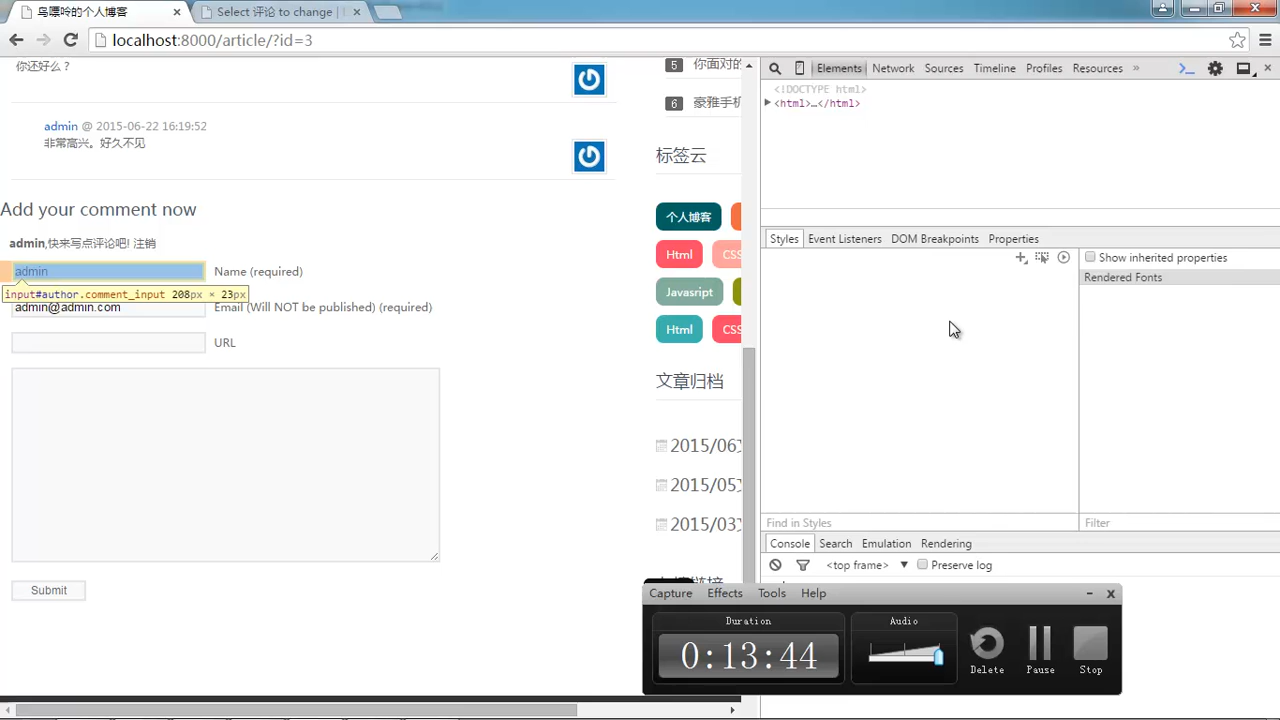 乌嘌呤的个人博客
Select 评论 to change |
localhost:8000/article/?id=3
你还好么？
admin @ 2015-06-22 16:19:52
非常高兴。好久不见
Add your comment now
admin,快来写点评论吧! 注销
admin
Name (required)
input#author.comment_input 208px × 23px
admin@admin.com
Email (Will NOT be published) (required)
URL
Submit
5 你面对的
6 豪雅手机
标签云
个人博客
Html CSS
Javasript
Html CSS
文章归档
2015/06
2015/05
2015/03
Elements Network Sources Timeline Profiles Resources »
<!DOCTYPE html>
<html>…</html>
Styles Event Listeners DOM Breakpoints Properties
Show inherited properties
Rendered Fonts
Find in Styles
Filter
Console Search Emulation Rendering
<top frame> Preserve log
Capture Effects Tools Help
Duration
0:13:44
Audio
Delete Pause Stop